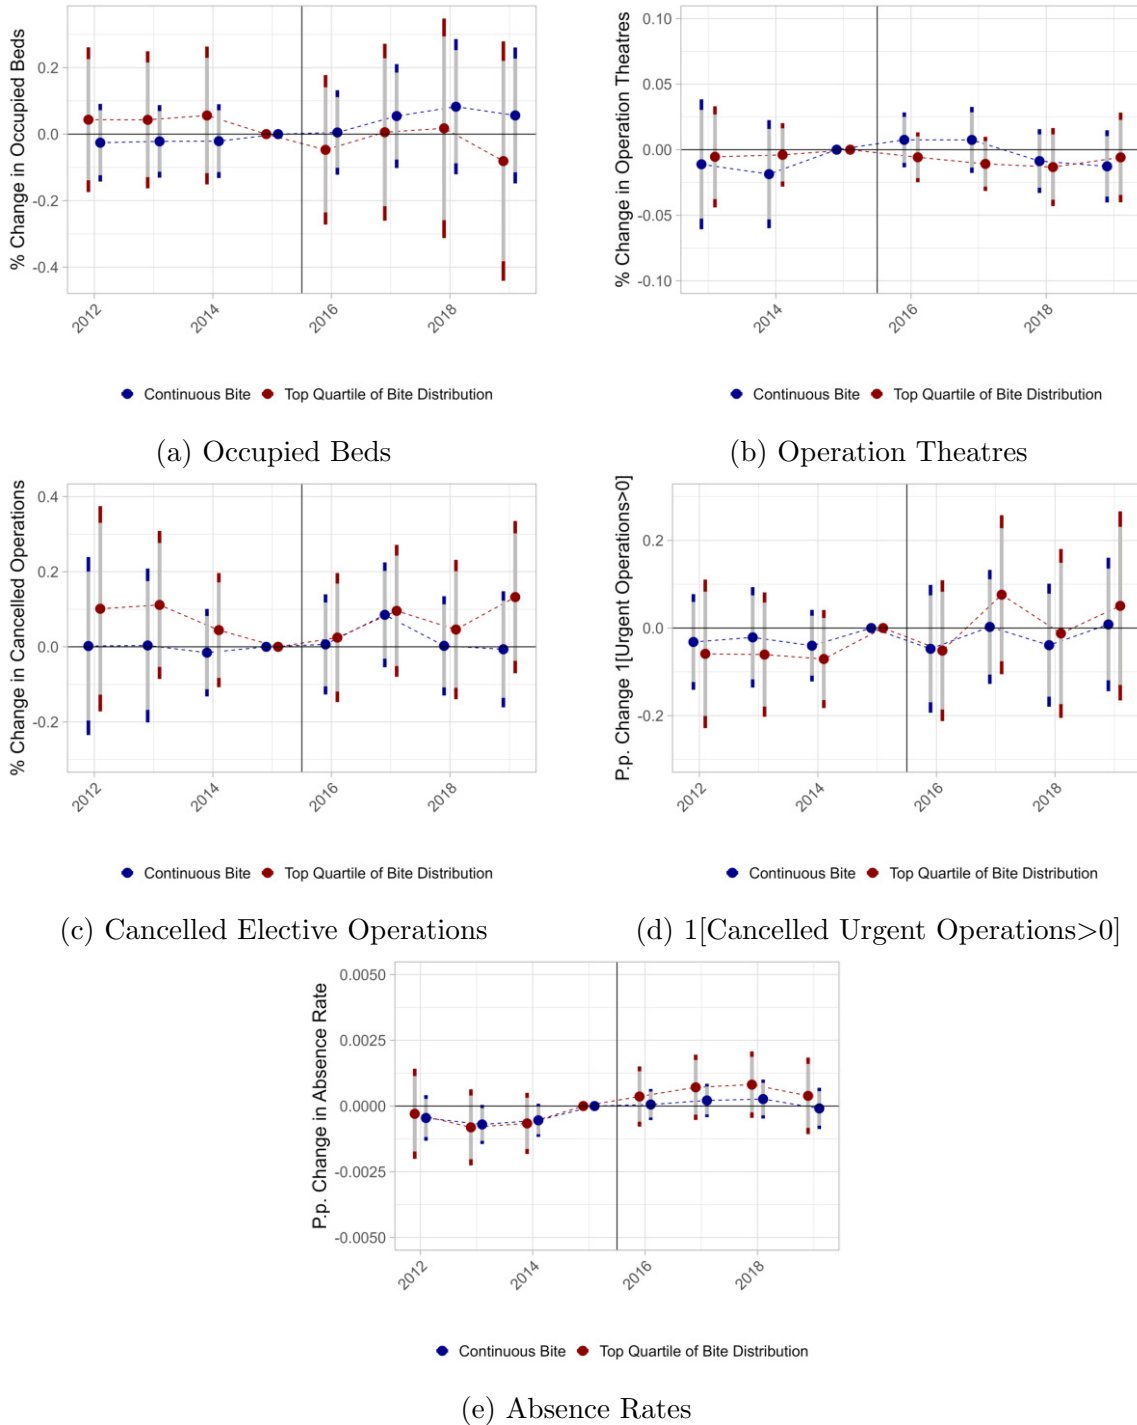 % Change in Occupied Beds
0.2
0.0
-0.2
-0.4
2012
2014
2016
2018
Continuous Bite Top Quartile of Bite Distribution
(a) Occupied Beds
% Change in Operation Theatres
0.10
0.05
0.00
-0.05
-0.10
2014
2016
2018
Continuous Bite Top Quartile of Bite Distribution
(b) Operation Theatres
% Change in Cancelled Operations
0.4
0.2
0.0
-0.2
2012
2014
2016
2018
Continuous Bite Top Quartile of Bite Distribution
(c) Cancelled Elective Operations
P.p. Change 1[Urgent Operations>0]
0.2
0.0
-0.2
2012
2014
2016
2018
Continuous Bite Top Quartile of Bite Distribution
(d) 1[Cancelled Urgent Operations>0]
P.p. Change in Absence Rate
0.0050
0.0025
0.0000
-0.0025
-0.0050
2012
2014
2016
2018
Continuous Bite Top Quartile of Bite Distribution
(e) Absence Rates